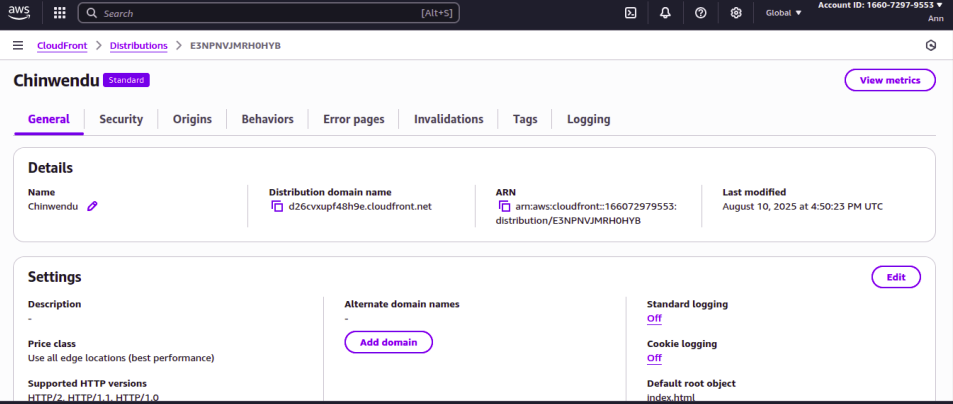 aws
Search
[Alt+S]
Global ▼
Account ID: 1660-7297-9553 ▼
Ann
CloudFront > Distributions > E3NPNVJMRH0HYB
Chinwendu Standard
View metrics
General
Security
Origins
Behaviors
Error pages
Invalidations
Tags
Logging
Details
Name
Chinwendu
Distribution domain name
d26cvxupf48h9e.cloudfront.net
ARN
arn:aws:cloudfront::166072979553:
distribution/E3NPNVJMRH0HYB
Last modified
August 10, 2025 at 4:50:23 PM UTC
Settings
Edit
Description
-
Price class
Use all edge locations (best performance)
Supported HTTP versions
HTTP/2, HTTP/1.1, HTTP/1.0
Alternate domain names
-
Add domain
Standard logging
Off
Cookie logging
Off
Default root object
index.html